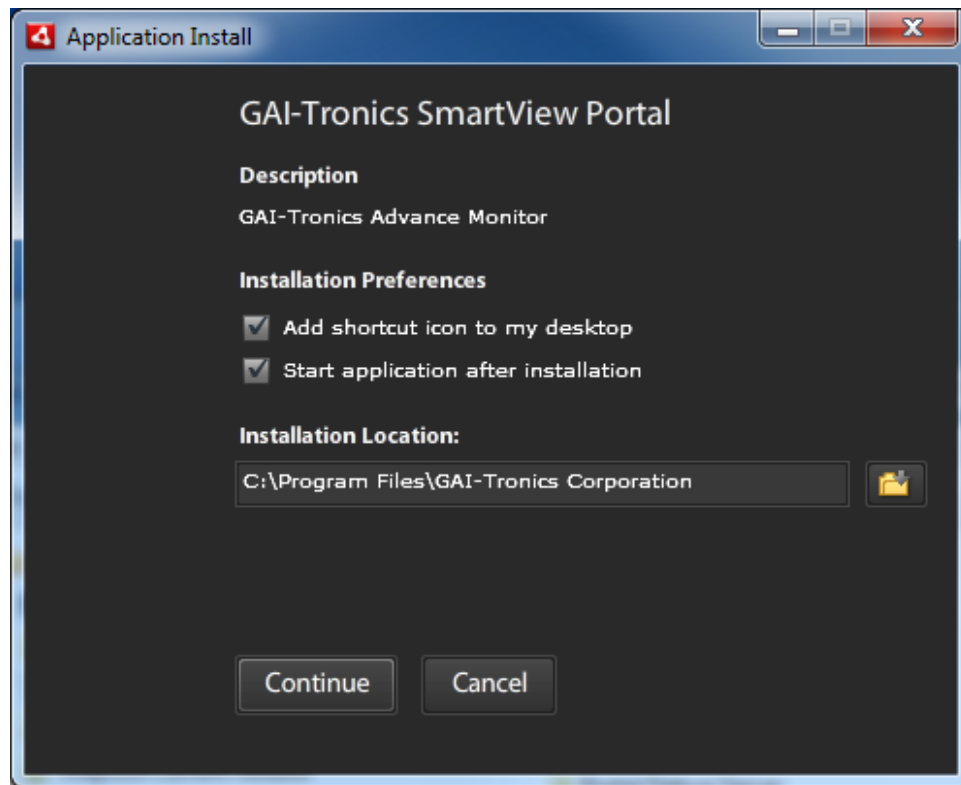 Application Install
GAI-Tronics SmartView Portal
Description
GAI-Tronics Advance Monitor
Installation Preferences
Add shortcut icon to my desktop
Start application after installation
Installation Location:
C:\Program Files\GAI-Tronics Corporation
Continue
Cancel